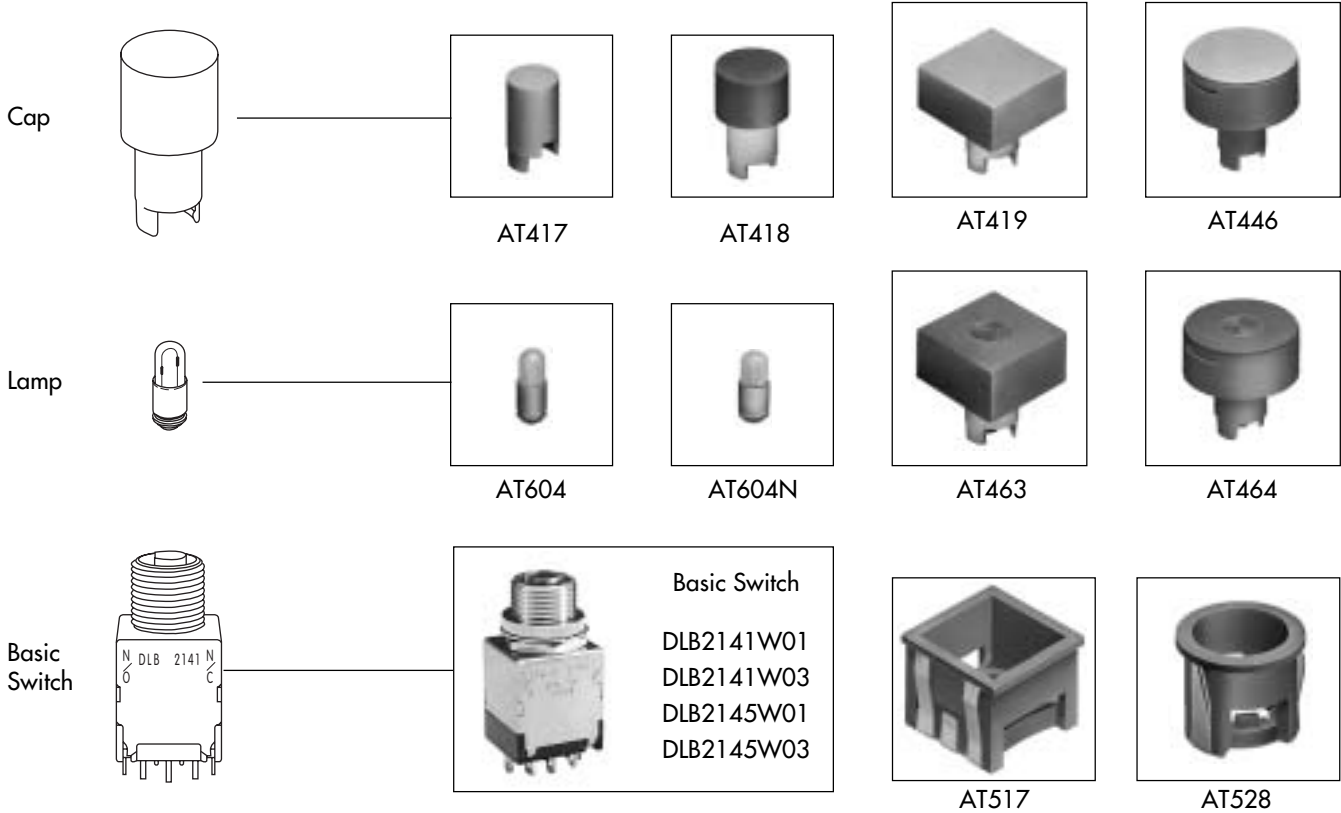 Cap
AT417
AT418
AT419
AT446
Lamp
AT604
AT604N
AT463
AT464
Basic
Switch
N/O DLB 2141 N/C
Basic Switch
DLB2141W01
DLB2141W03
DLB2145W01
DLB2145W03
AT517
AT528